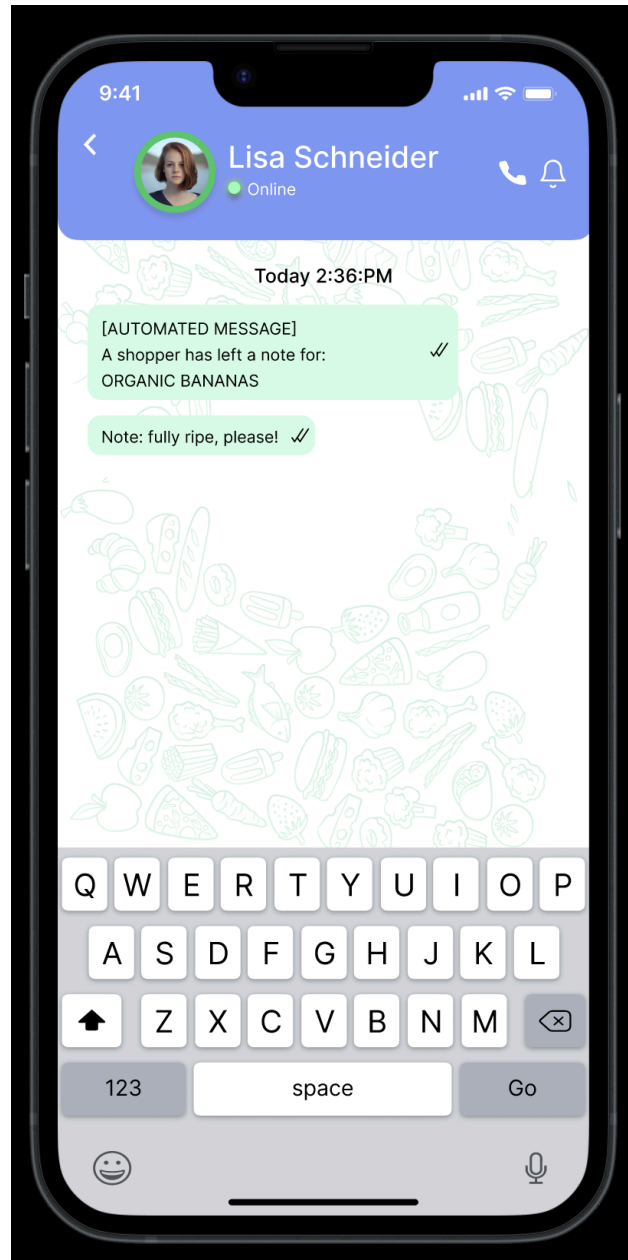 9:41
Lisa Schneider
Online
Today 2:36:PM
[AUTOMATED MESSAGE]
A shopper has left a note for:
ORGANIC BANANAS
Note: fully ripe, please!
Q W E R T Y U I O P
A S D F G H J K L
Z X C V B N M
123 space Go